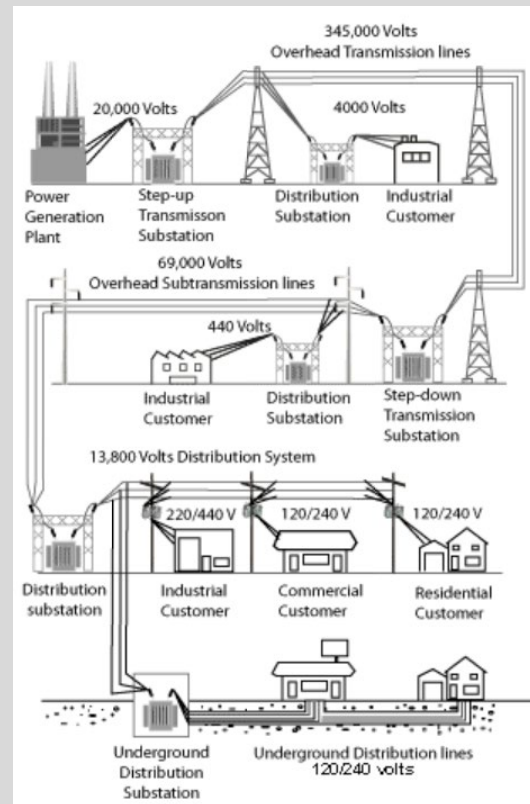 345,000 Volts
Overhead Transmission lines
20,000 Volts
4000 Volts
Power
Generation
Plant
Step-up
Transmisson
Substation
Distribution
Substation
Industrial
Customer
69,000 Volts
Overhead Subtransmission lines
440 Volts
Industrial
Customer
Distribution
Substation
Step-down
Transmission
Substation
13,800 Volts Distribution System
220/440 V
120/240 V
120/240 V
Distribution
substation
Industrial
Customer
Commercial
Customer
Residential
Customer
Underground
Distribution
Substation
Underground Distribution lines
120/240 volts